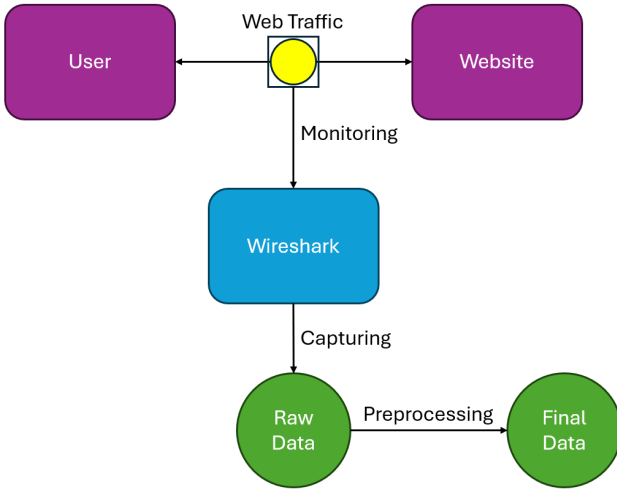 Web Traffic
User
Website
Monitoring
Wireshark
Capturing
Raw
Data
Preprocessing
Final
Data